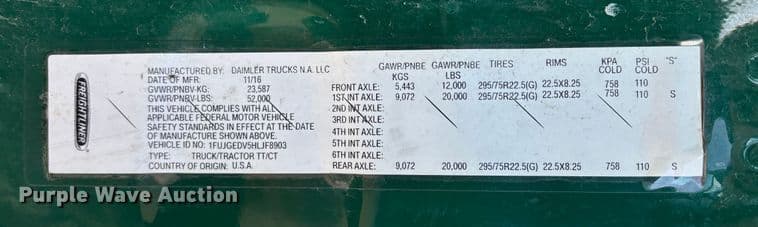 FREIGHTLINER
MANUFACTURED BY: DAIMLER TRUCKS N.A. LLC
DATE OF MFR: 11/16
GVWR/PNBV-KG: 23,587
GVWR/PNBV-LBS: 52,000
THIS VEHICLE COMPLIES WITH ALL
APPLICABLE FEDERAL MOTOR VEHICLE
SAFETY STANDARDS IN EFFECT AT THE DATE
OF MANUFACTURE SHOWN ABOVE.
VEHICLE ID NO: 1FUJGEDV5HLJF8903
TYPE: TRUCK/TRACTOR TT/CT
COUNTRY OF ORIGIN: U.S.A.
GAWR/PNBE GAWR/PNBE TIRES RIMS KPA PSI "S"
KGS LBS COLD COLD
FRONT AXLE: 5,443 12,000 295/75R22.5(G) 22.5X8.25 758 110
1ST INT AXLE: 9,072 20,000 295/75R22.5(G) 22.5X8.25 758 110 S
2ND INT AXLE:
3RD INT AXLE:
4TH INT AXLE:
5TH INT AXLE:
6TH INT AXLE:
REAR AXLE: 9,072 20,000 295/75R22.5(G) 22.5X8.25 758 110 S
Purple Wave Auction